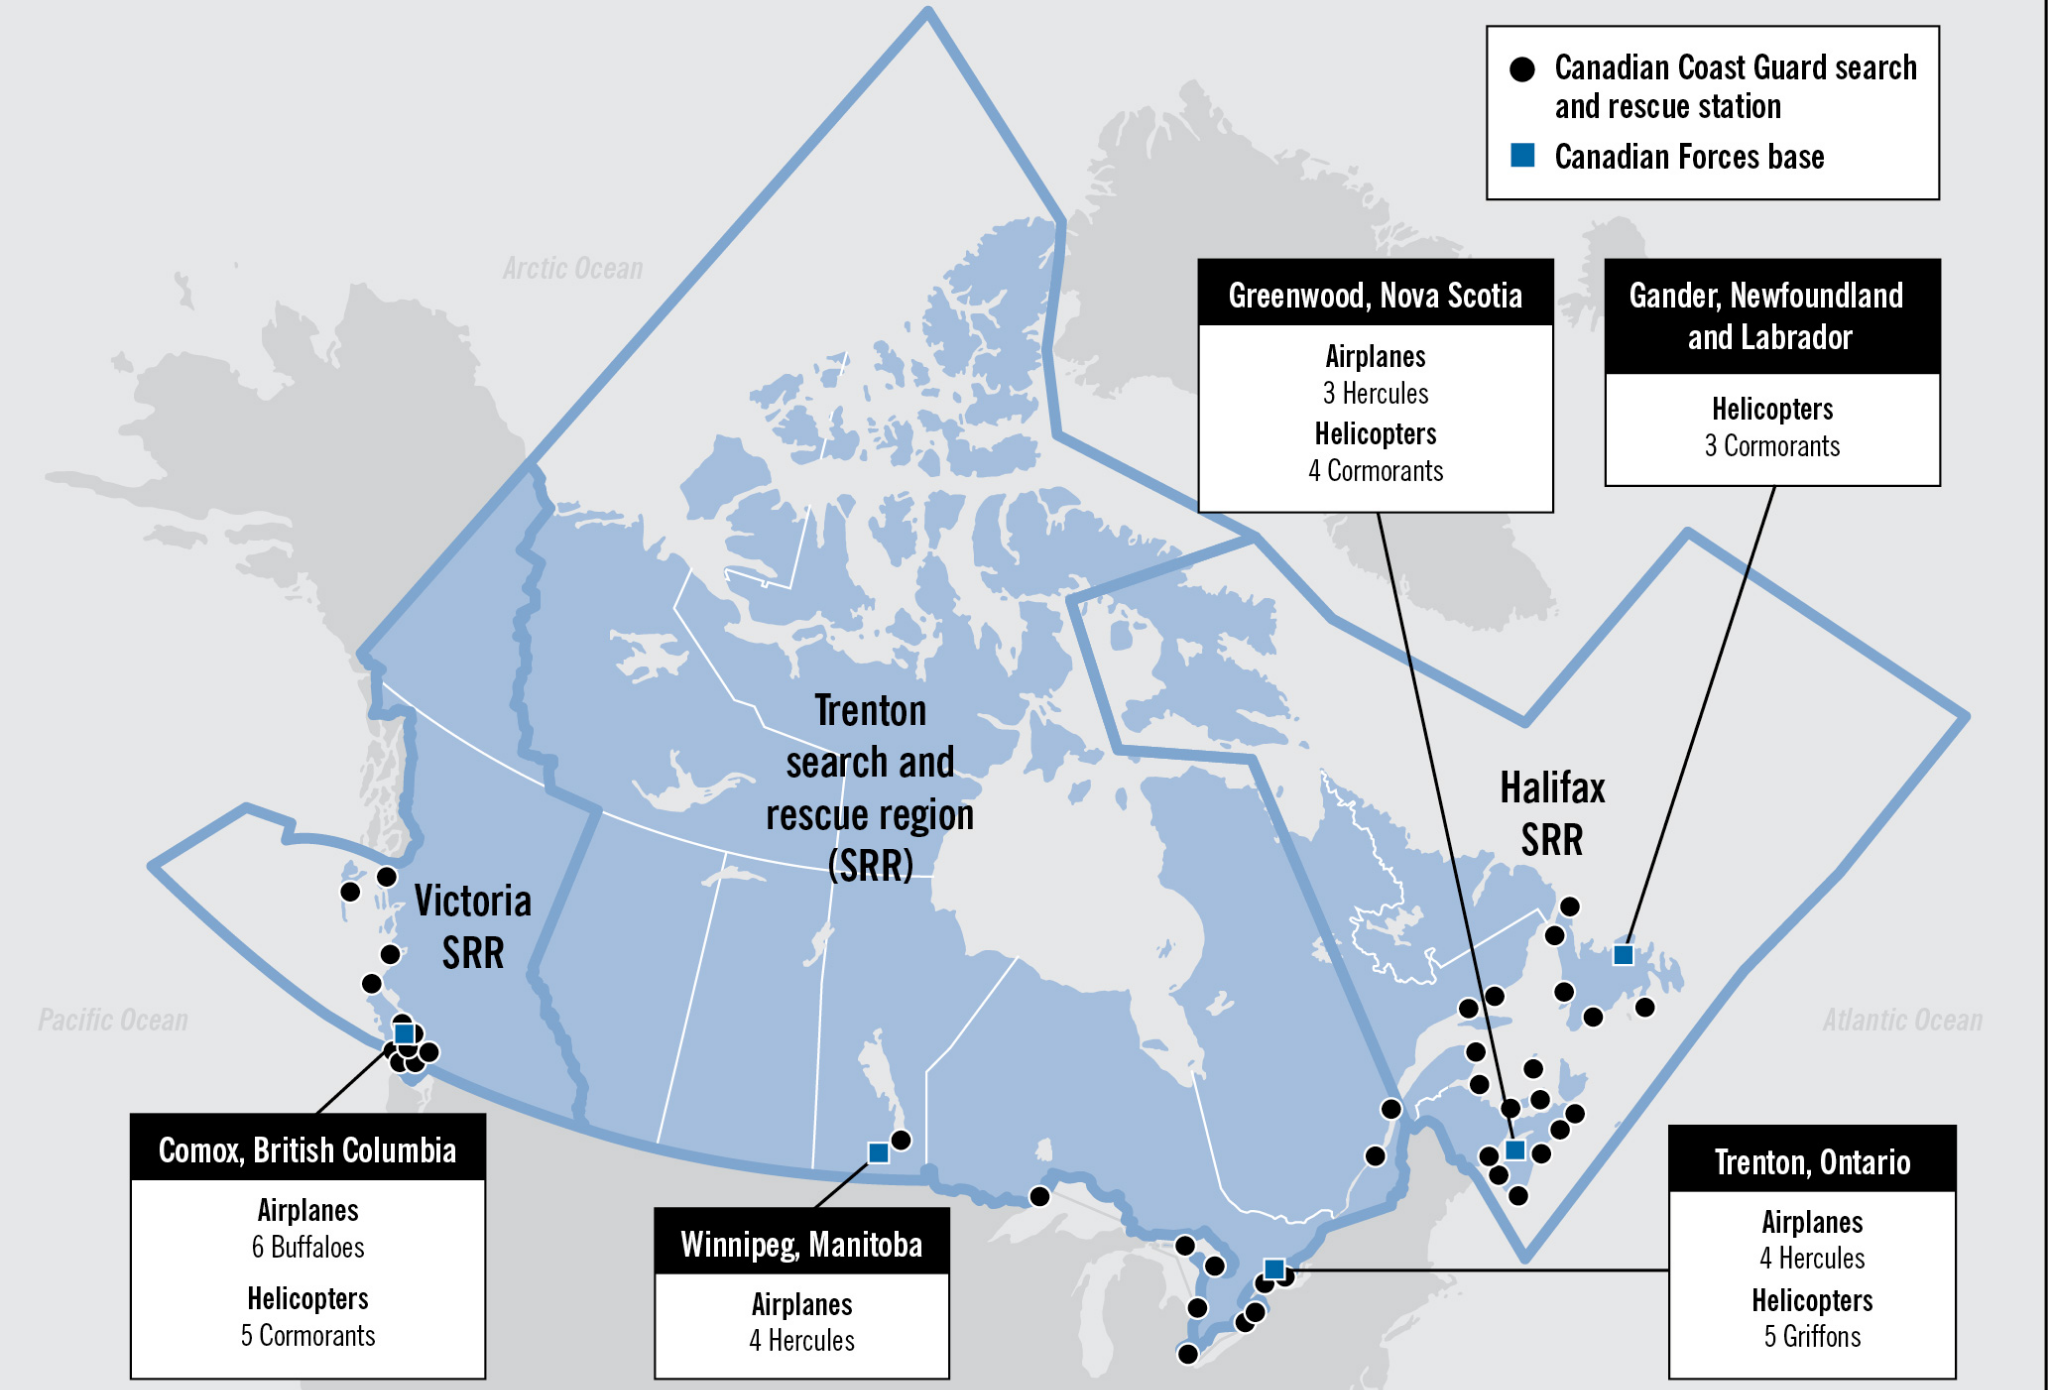 Canadian Coast Guard search
and rescue station
Canadian Forces base
Arctic Ocean
Greenwood, Nova Scotia
Airplanes
3 Hercules
Helicopters
4 Cormorants
Gander, Newfoundland
and Labrador
Helicopters
3 Cormorants
Trenton
search and
rescue region
(SRR)
Halifax
SRR
Victoria
SRR
Pacific Ocean
Atlantic Ocean
Comox, British Columbia
Airplanes
6 Buffaloes
Helicopters
5 Cormorants
Winnipeg, Manitoba
Airplanes
4 Hercules
Trenton, Ontario
Airplanes
4 Hercules
Helicopters
5 Griffons